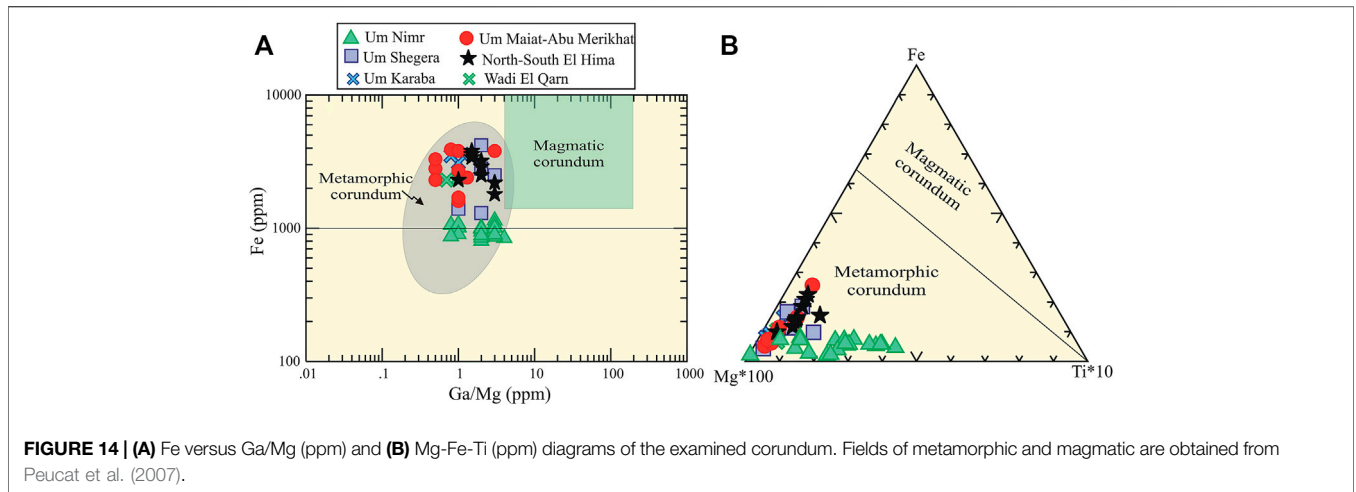 A
Um Nimr
Um Maiat-Abu Merikhat
Um Shegera
North-South El Hima
Um Karaba
Wadi El Qarn
10000
1000
100
Fe (ppm)
Metamorphic
corundum
Magmatic
corundum
.01
.1
1
10
100
1000
Ga/Mg (ppm)
B
Fe
Magmatic
corundum
Metamorphic
corundum
Mg*100
Ti*10
FIGURE 14 | (A) Fe versus Ga/Mg (ppm) and (B) Mg-Fe-Ti (ppm) diagrams of the examined corundum. Fields of metamorphic and magmatic are obtained from
Peucat et al. (2007).